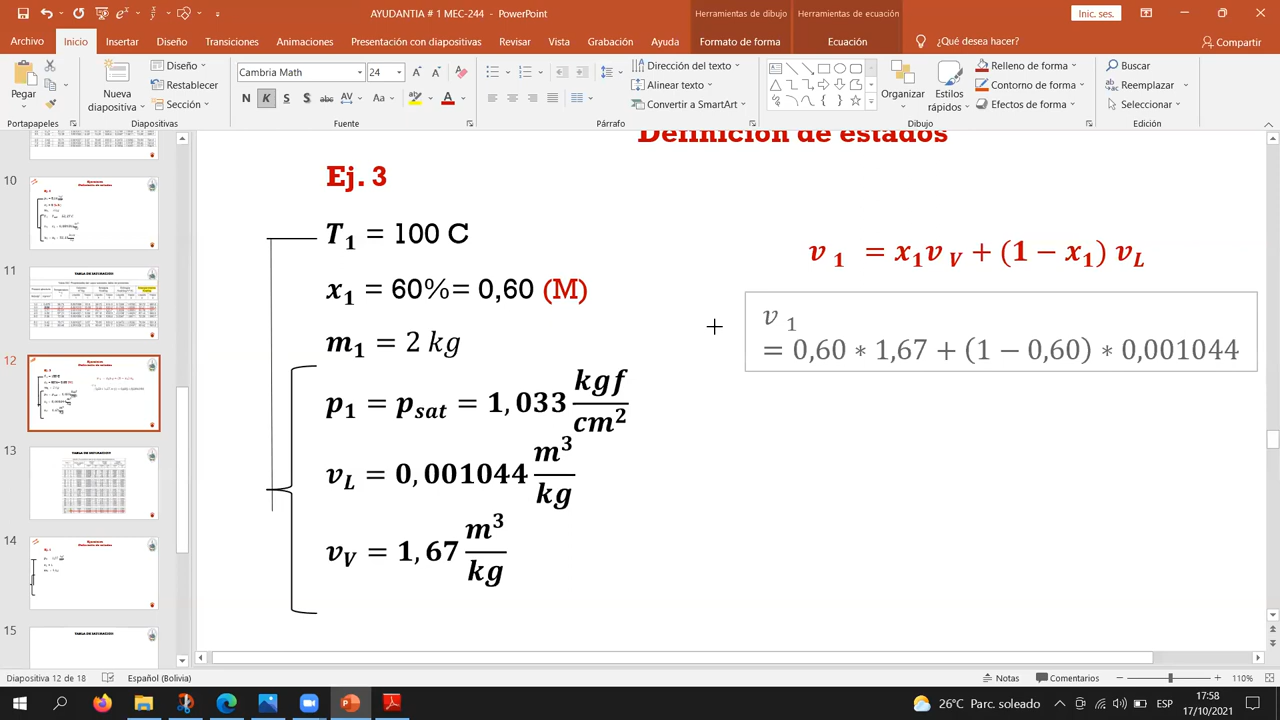 AYUDANTIA # 1 MEC-244 - PowerPoint
Herramientas de dibujo
Herramientas de ecuación
Inic. ses.
Archivo
Inicio
Insertar
Diseño
Transiciones
Animaciones
Presentación con diapositivas
Revisar
Vista
Grabación
Ayuda
Formato de forma
Ecuación
¿Qué desea hacer?
Compartir
Pegar
Nueva diapositiva
Diseño
Restablecer
Sección
Cambria Math
24
N K S S abc AV Aa A
Dirección del texto
Alinear texto
Convertir a SmartArt
Organizar
Estilos rápidos
Relleno de forma
Contorno de forma
Efectos de forma
Buscar
Reemplazar
Seleccionar
Portapapeles
Diapositivas
Fuente
Párrafo
Dibujo
Edición
10
11
12
13
14
15
Definición de estados
Ej. 3
T₁ = 100 C
x₁ = 60%= 0,60 (M)
m₁ = 2 kg
p₁ = p_sat = 1,033 kgf/cm²
v_L = 0,001044 m³/kg
v_V = 1,67 m³/kg
v ₁ = x₁v_V + (1 − x₁) v_L
v ₁
= 0,60 * 1,67 + (1 − 0,60) * 0,001044
Diapositiva 12 de 18
Español (Bolivia)
Notas
Comentarios
110%
26°C Parc. soleado
ESP
17:58
17/10/2021